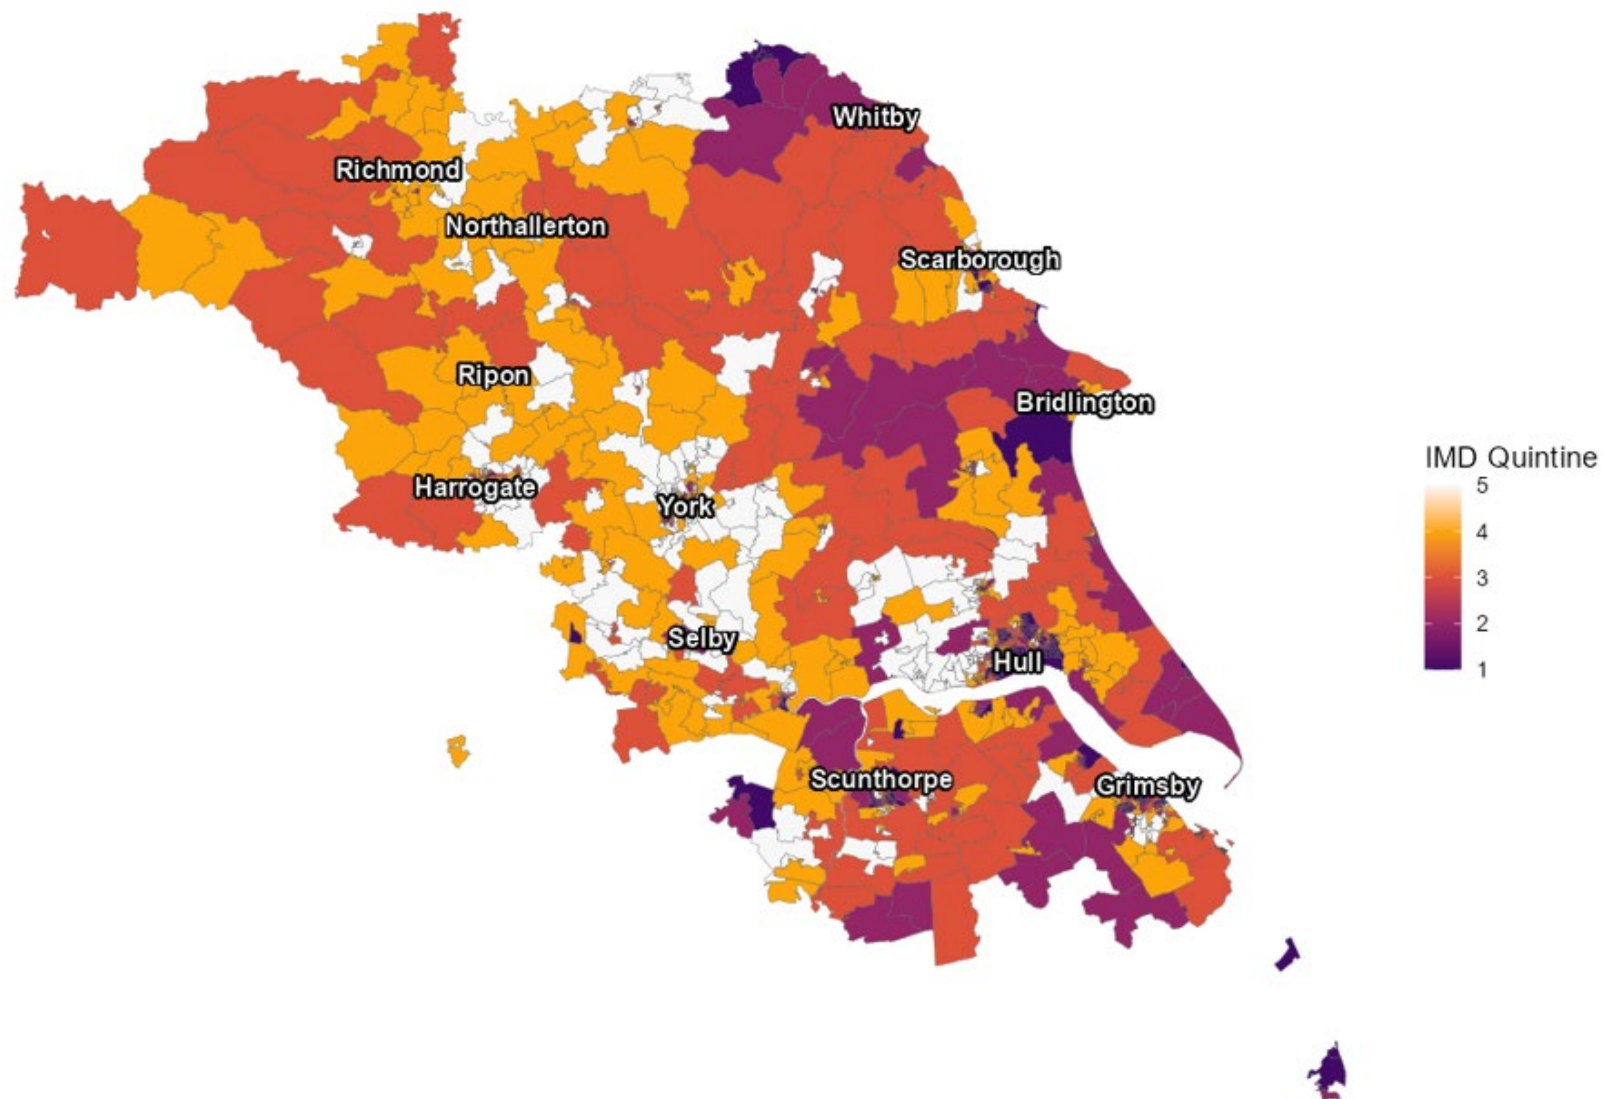 Whitby
Richmond
Northallerton
Scarborough
Ripon
Bridlington
Harrogate
York
Selby
Hull
Scunthorpe
Grimsby
IMD Quintine
5
4
3
2
1